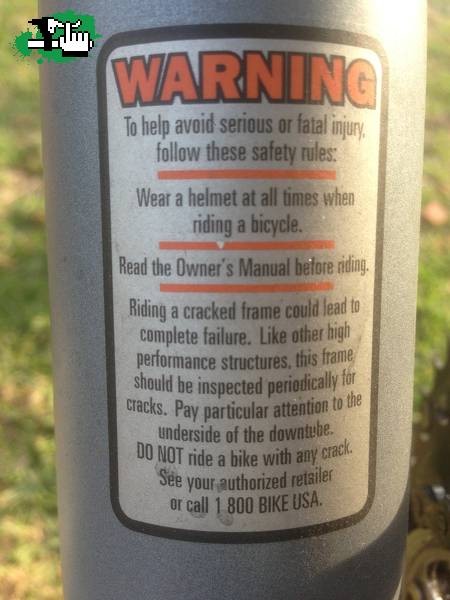 WARNING
To help avoid serious or fatal injury,
follow these safety rules:
Wear a helmet at all times when
riding a bicycle.
Read the Owner's Manual before riding.
Riding a cracked frame could lead to
complete failure. Like other high
performance structures, this frame
should be inspected periodically for
cracks. Pay particular attention to the
underside of the downtube.
DO NOT ride a bike with any crack.
See your authorized retailer
or call 1 800 BIKE USA.